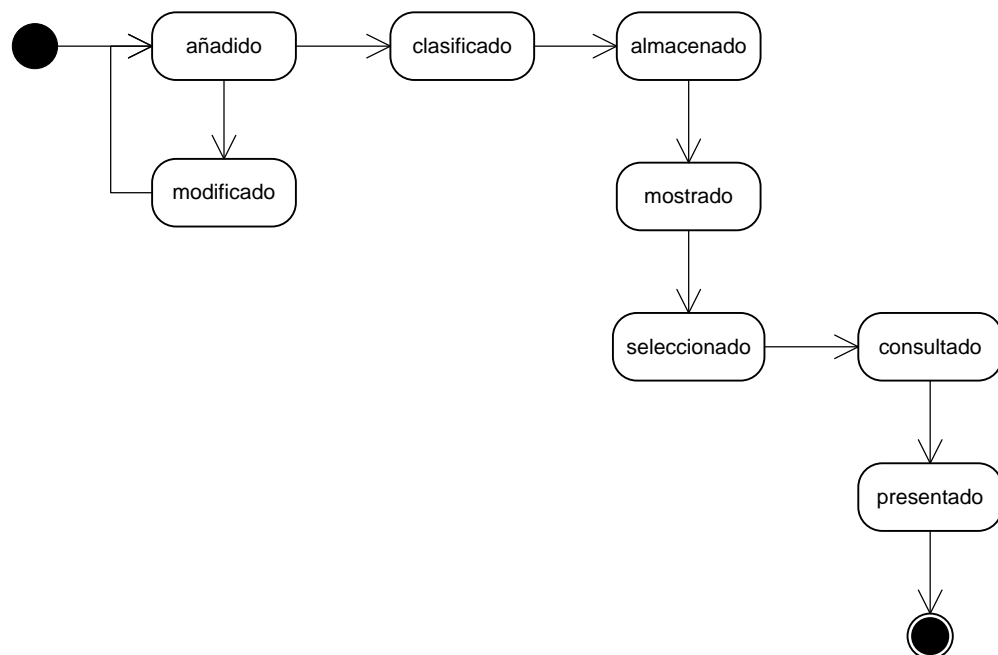 añadido
clasificado
almacenado
modificado
mostrado
seleccionado
consultado
presentado